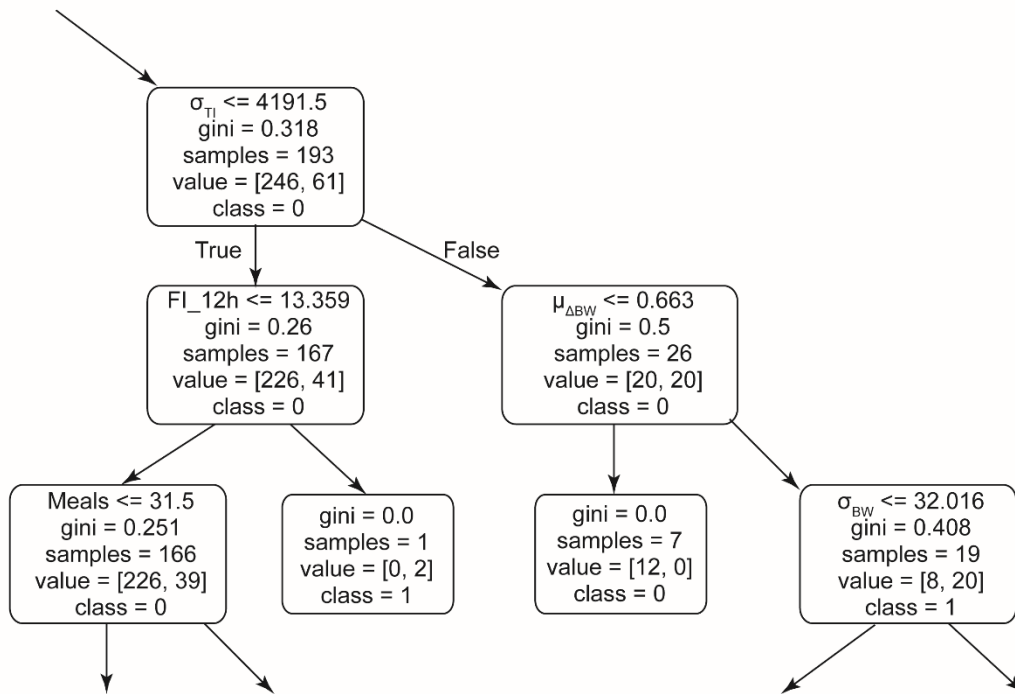 σTI <= 4191.5
gini = 0.318
samples = 193
value = [246, 61]
class = 0
True
False
FI_12h <= 13.359
gini = 0.26
samples = 167
value = [226, 41]
class = 0
μΔBW <= 0.663
gini = 0.5
samples = 26
value = [20, 20]
class = 0
Meals <= 31.5
gini = 0.251
samples = 166
value = [226, 39]
class = 0
gini = 0.0
samples = 1
value = [0, 2]
class = 1
gini = 0.0
samples = 7
value = [12, 0]
class = 0
σBW <= 32.016
gini = 0.408
samples = 19
value = [8, 20]
class = 1